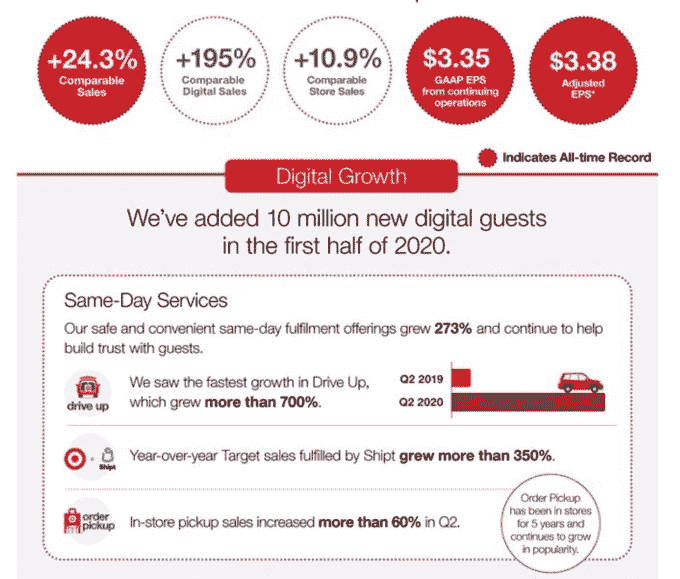 +24.3%
Comparable
Sales
+195%
Comparable
Digital Sales
+10.9%
Comparable
Store Sales
$3.35
GAAP EPS
from continuing
operations
$3.38
Adjusted
EPS*
Indicates All-time Record
Digital Growth
We've added 10 million new digital guests
in the first half of 2020.
Same-Day Services
Our safe and convenient same-day fulfilment offerings grew 273% and continue to help
build trust with guests.
drive up
We saw the fastest growth in Drive Up,
which grew more than 700%.
Q2 2019
Q2 2020
Shipt
Year-over-year Target sales fulfilled by Shipt grew more than 350%.
order
pickup
In-store pickup sales increased more than 60% in Q2.
Order Pickup
has been in stores
for 5 years and
continues to grow
in popularity.